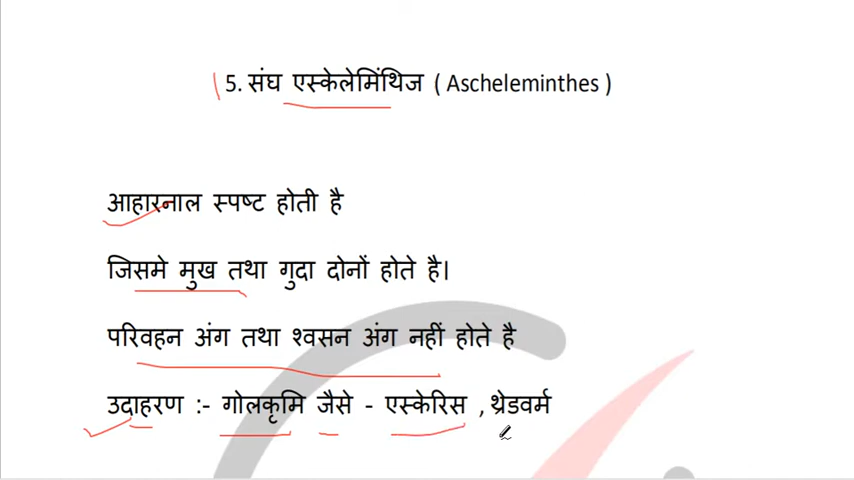 5. संघ एस्केलेमिंथिज ( Ascheleminthes )
आहारनाल स्पष्ट होती है
जिसमे मुख तथा गुदा दोनों होते है।
परिवहन अंग तथा श्वसन अंग नहीं होते है
उदाहरण :- गोलकृमि जैसे - एस्केरिस , थ्रेडवर्म